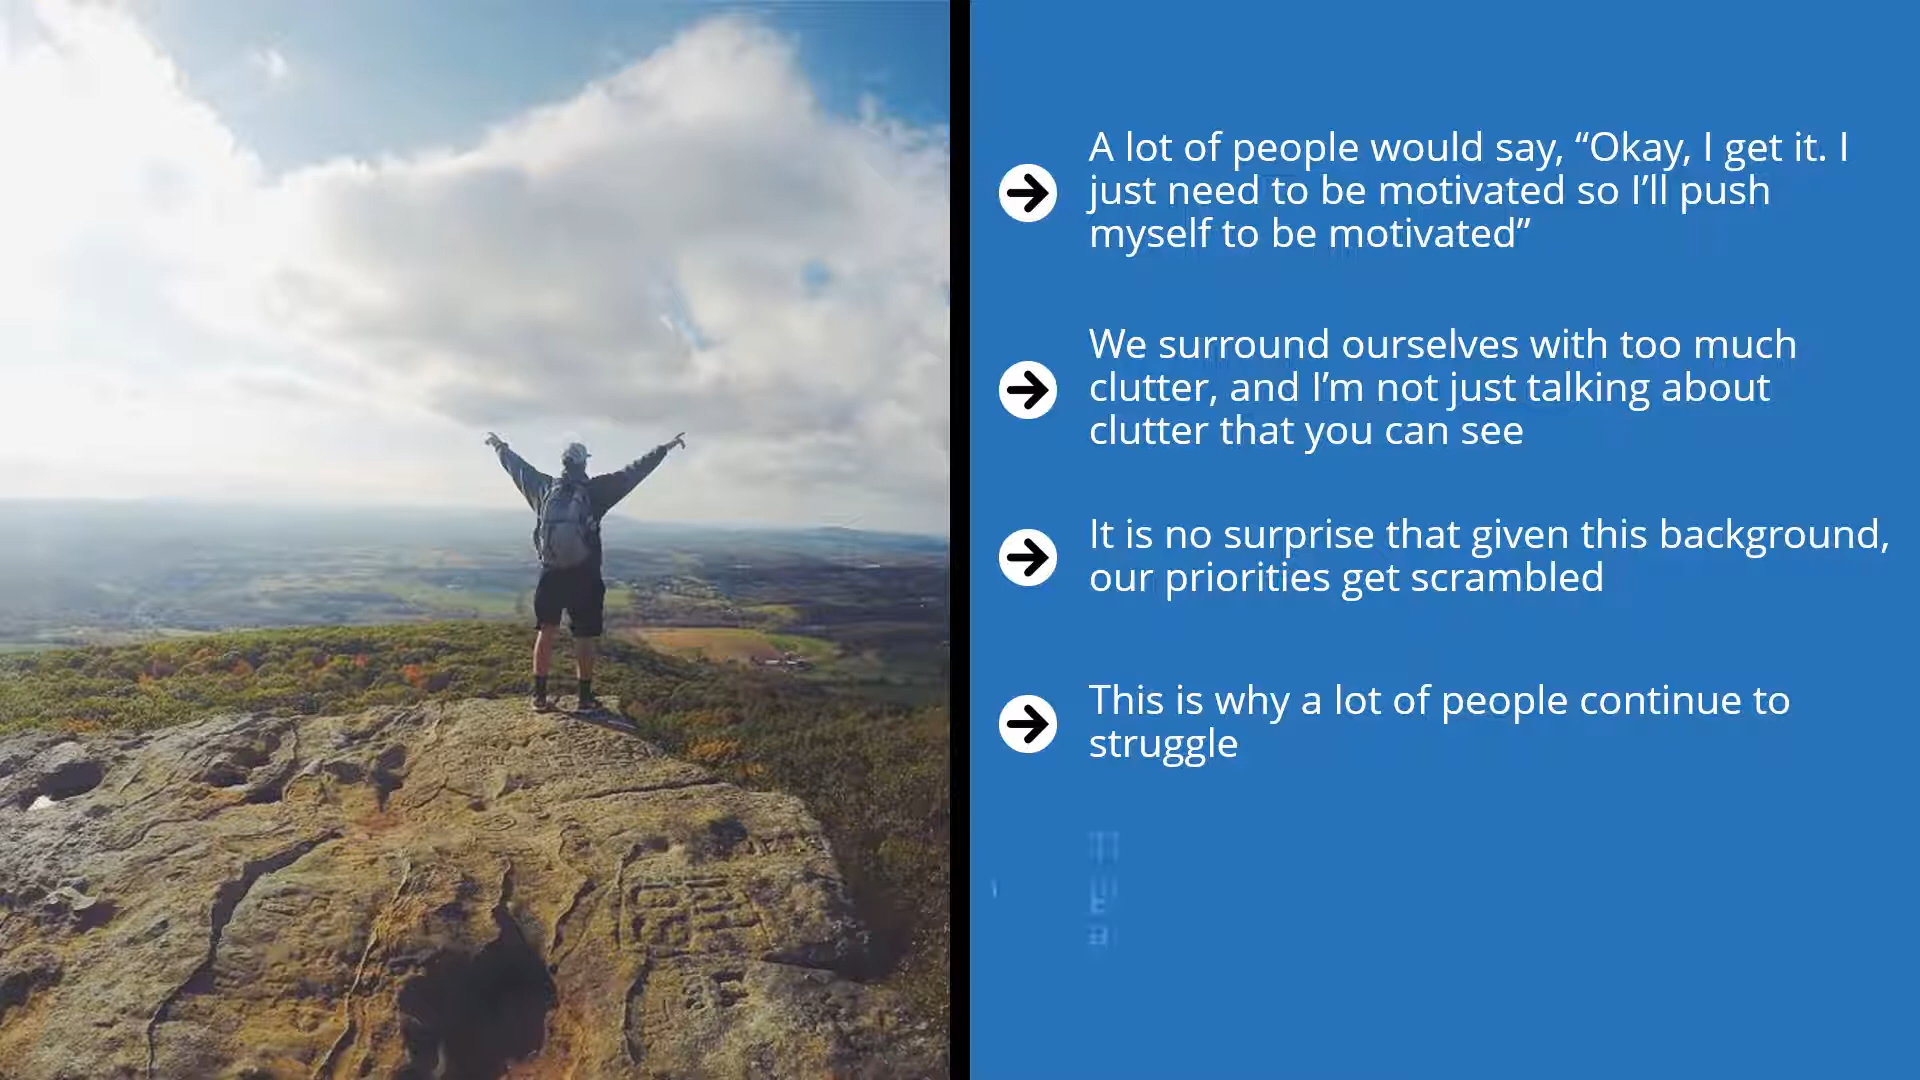 A lot of people would say, “Okay, I get it. I
just need to be motivated so I’ll push
myself to be motivated”
We surround ourselves with too much
clutter, and I’m not just talking about
clutter that you can see
It is no surprise that given this background,
our priorities get scrambled
This is why a lot of people continue to
struggle